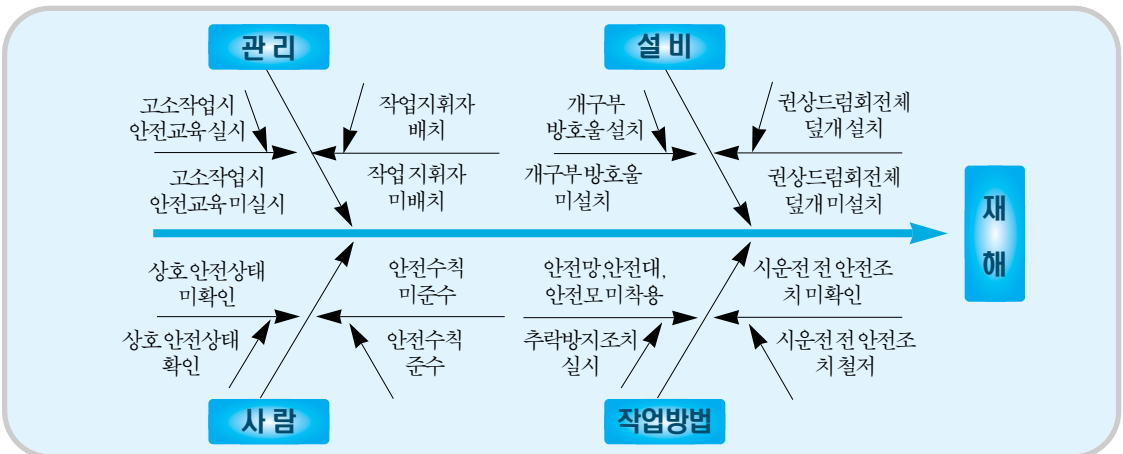 관 리
설 비
고소작업시
안전교육 실시
작업지휘자
배치
개구부
방호울 설치
권상드럼회전체
덮개 설치
고소작업시
안전교육 미실시
작업 지휘자
미배치
개구부 방호울
미설치
권상드럼회전체
덮개 미설치
재
해
상호 안전상태
미확인
안전수칙
미준수
안전망,안전대,
안전모 미착용
시운전 전 안전조
치 미확인
상호 안전상태
확인
안전수칙
준수
추락방지조치
실시
시운전 전 안전조
치 철저
사 람
작업방법